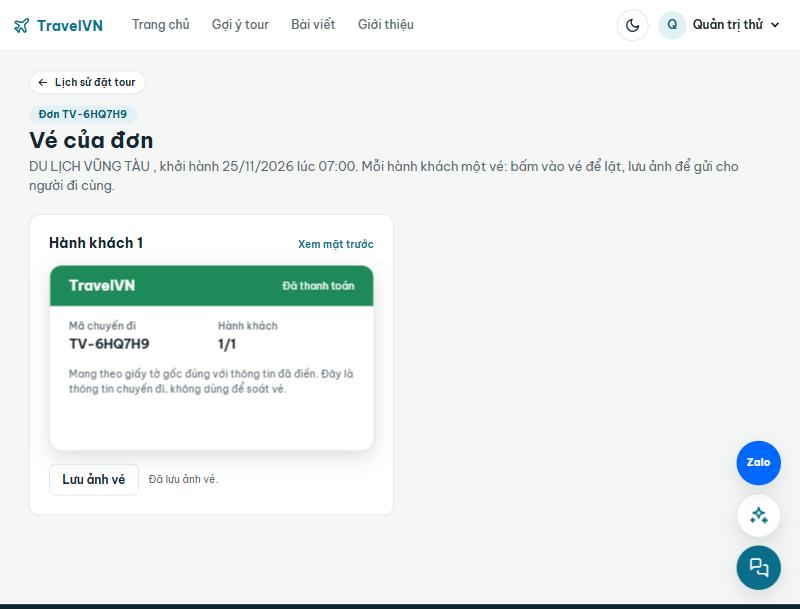 TravelVN
Trang chủ
Gợi ý tour
Bài viết
Giới thiệu
Q
Quản trị thử
← Lịch sử đặt tour
Đơn TV-6HQ7H9
Vé của đơn
DU LỊCH VŨNG TÀU , khởi hành 25/11/2026 lúc 07:00. Mỗi hành khách một vé: bấm vào vé để lật, lưu ảnh để gửi cho
người đi cùng.
Hành khách 1
Xem mặt trước
TravelVN
Đã thanh toán
Mã chuyến đi
Hành khách
TV-6HQ7H9
1/1
Mang theo giấy tờ gốc đúng với thông tin đã điền. Đây là
thông tin chuyến đi, không dùng để soát vé.
Lưu ảnh vé
Đã lưu ảnh vé.
Zalo